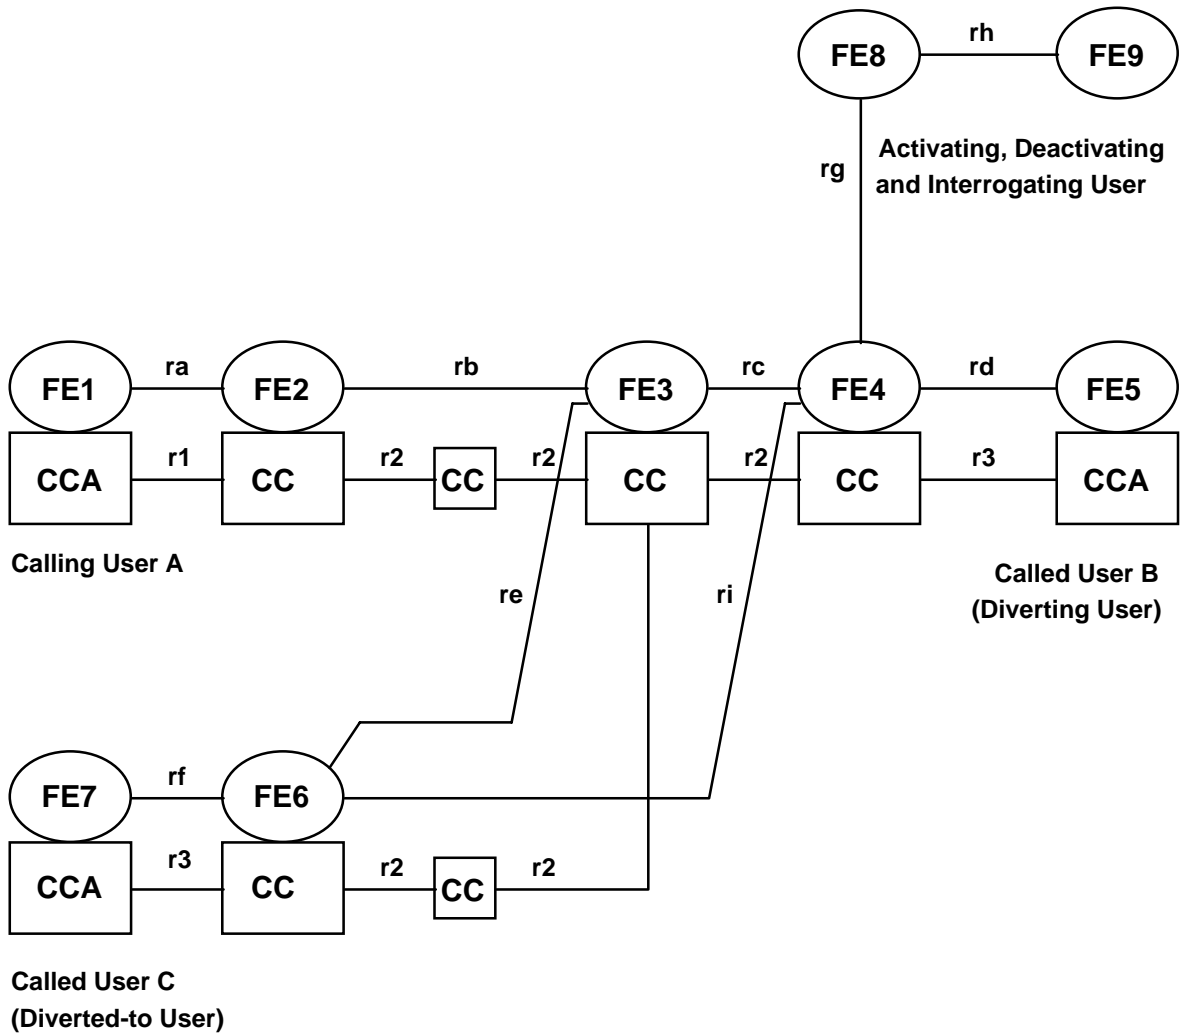 FE8 rh FE9
rg
Activating, Deactivating
and Interrogating User
FE1 ra FE2 rb FE3 rc FE4 rd FE5
CCA r1 CC r2 CC r2 CC r2 CC r3 CCA
Calling User A
Called User B
(Diverting User)
re ri
FE7 rf FE6
CCA r3 CC r2 CC r2
Called User C
(Diverted-to User)